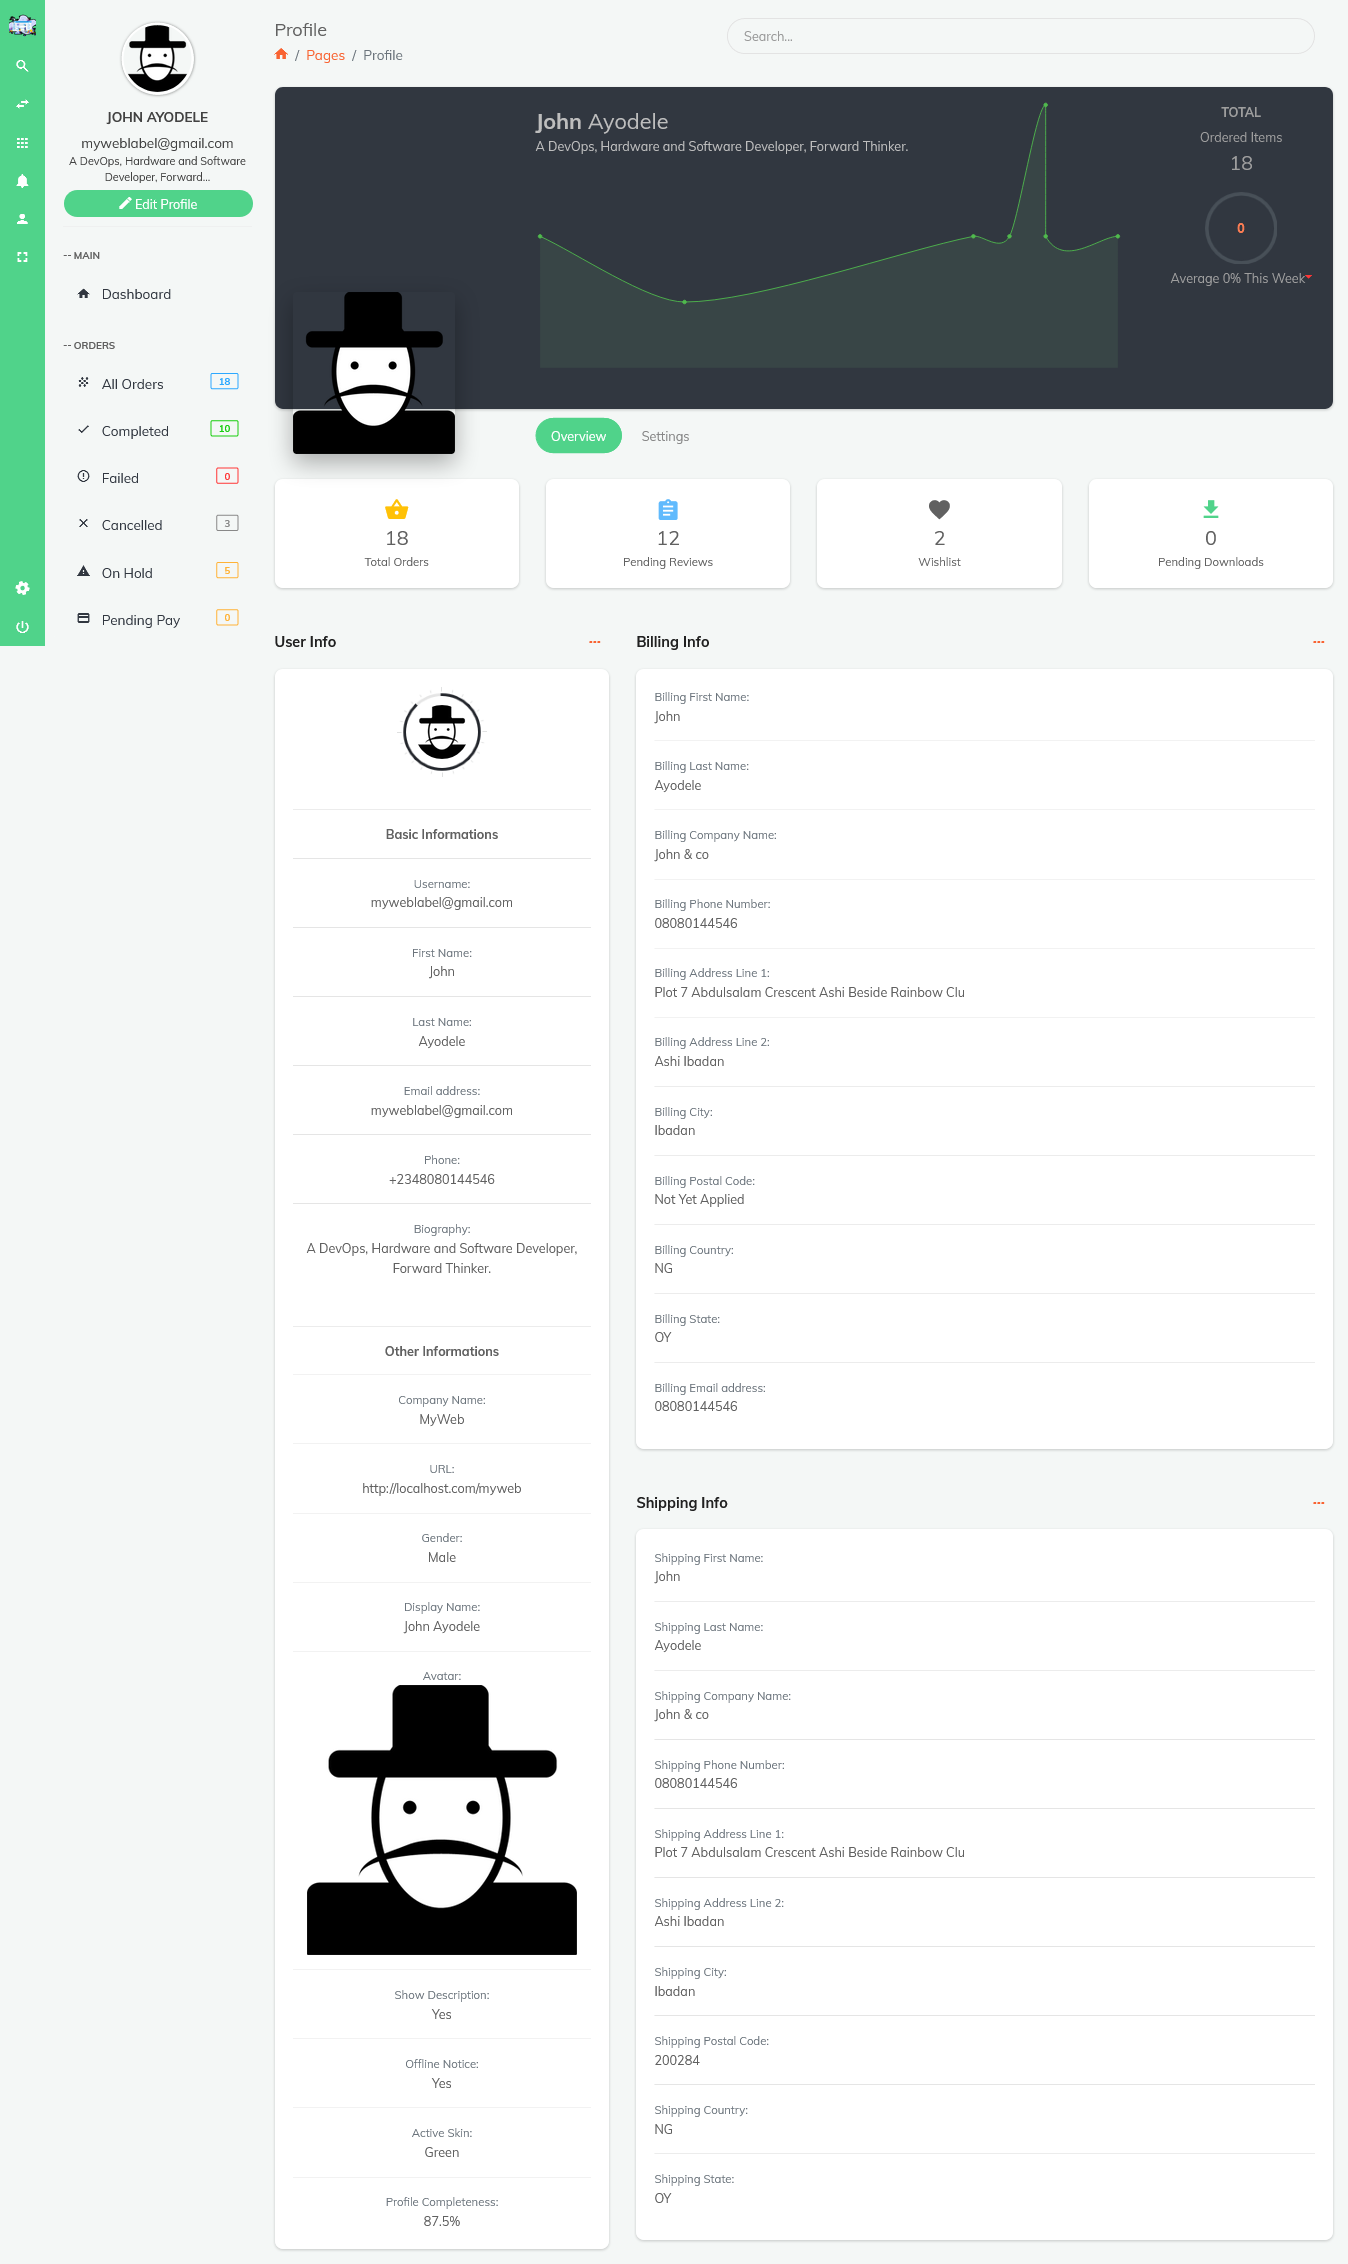 JOHN AYODELE
myweblabel@gmail.com
A DevOps, Hardware and Software
Developer, Forward...
Edit Profile
-- MAIN
Dashboard
-- ORDERS
All Orders 18
Completed 10
Failed 0
Cancelled 3
On Hold 5
Pending Pay 0
Profile
/ Pages / Profile
Search...
John Ayodele
A DevOps, Hardware and Software Developer, Forward Thinker.
TOTAL
Ordered Items
18
0
Average 0% This Week
Overview Settings
18
Total Orders
12
Pending Reviews
2
Wishlist
0
Pending Downloads
User Info
Basic Informations
Username:
myweblabel@gmail.com
First Name:
John
Last Name:
Ayodele
Email address:
myweblabel@gmail.com
Phone:
+2348080144546
Biography:
A DevOps, Hardware and Software Developer,
Forward Thinker.
Other Informations
Company Name:
MyWeb
URL:
http://localhost.com/myweb
Gender:
Male
Display Name:
John Ayodele
Avatar:
Show Description:
Yes
Offline Notice:
Yes
Active Skin:
Green
Profile Completeness:
87.5%
Billing Info
Billing First Name:
John
Billing Last Name:
Ayodele
Billing Company Name:
John & co
Billing Phone Number:
08080144546
Billing Address Line 1:
Plot 7 Abdulsalam Crescent Ashi Beside Rainbow Clu
Billing Address Line 2:
Ashi Ibadan
Billing City:
Ibadan
Billing Postal Code:
Not Yet Applied
Billing Country:
NG
Billing State:
OY
Billing Email address:
08080144546
Shipping Info
Shipping First Name:
John
Shipping Last Name:
Ayodele
Shipping Company Name:
John & co
Shipping Phone Number:
08080144546
Shipping Address Line 1:
Plot 7 Abdulsalam Crescent Ashi Beside Rainbow Clu
Shipping Address Line 2:
Ashi Ibadan
Shipping City:
Ibadan
Shipping Postal Code:
200284
Shipping Country:
NG
Shipping State:
OY